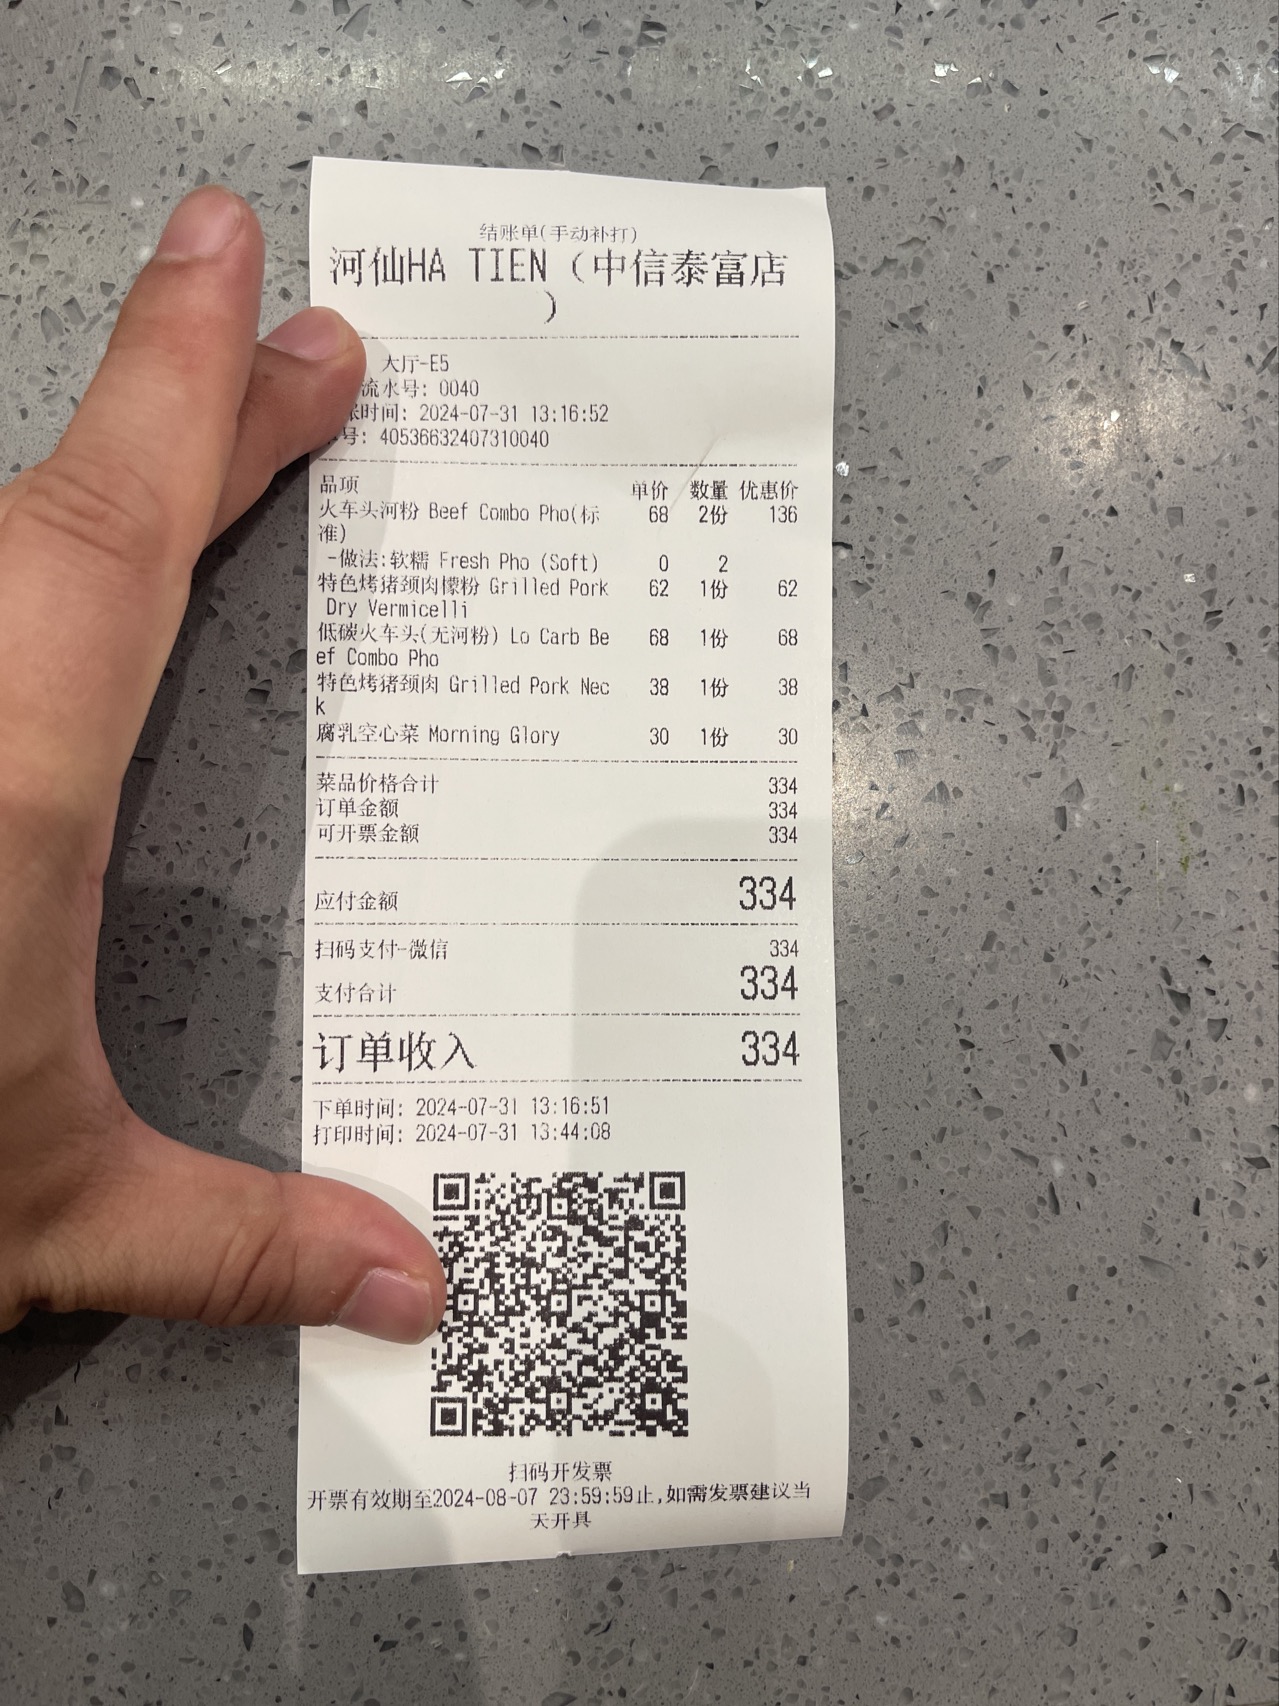 结账单(手动补打)
河仙HA TIEN (中信泰富店
)
大厅-E5
流水号: 0040
账时间: 2024-07-31 13:16:52
号: 40536632407310040
品项 单价 数量 优惠价
火车头河粉 Beef Combo Pho(标 68 2份 136
准)
-做法:软糯 Fresh Pho (Soft) 0 2
特色烤猪颈肉檬粉 Grilled Pork 62 1份 62
Dry Vermicelli
低碳火车头(无河粉) Lo Carb Be 68 1份 68
ef Combo Pho
特色烤猪颈肉 Grilled Pork Nec 38 1份 38
k
腐乳空心菜 Morning Glory 30 1份 30
菜品价格合计 334
订单金额 334
可开票金额 334
应付金额 334
扫码支付-微信 334
支付合计 334
订单收入 334
下单时间: 2024-07-31 13:16:51
打印时间: 2024-07-31 13:44:08
扫码开发票
开票有效期至2024-08-07 23:59:59止,如需发票建议当
天开具